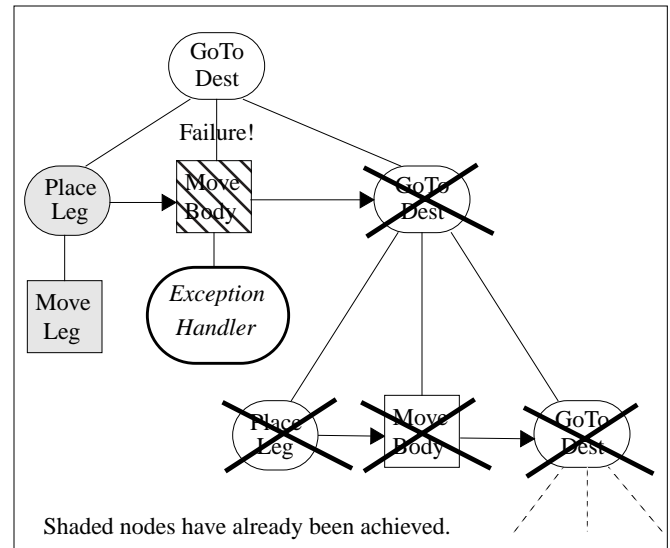 GoTo
Dest
Failure!
Place
Leg
Move
Body
GoTo
Dest
Move
Leg
Exception
Handler
Place
Leg
Move
Body
GoTo
Dest
Shaded nodes have already been achieved.